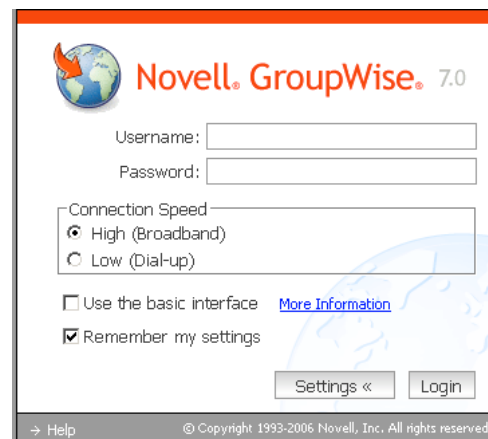 Novell® GroupWise® 7.0
Username:
Password:
Connection Speed
High (Broadband)
Low (Dial-up)
Use the basic interface More Information
Remember my settings
Settings « Login
→ Help © Copyright 1993-2006 Novell, Inc. All rights reserved